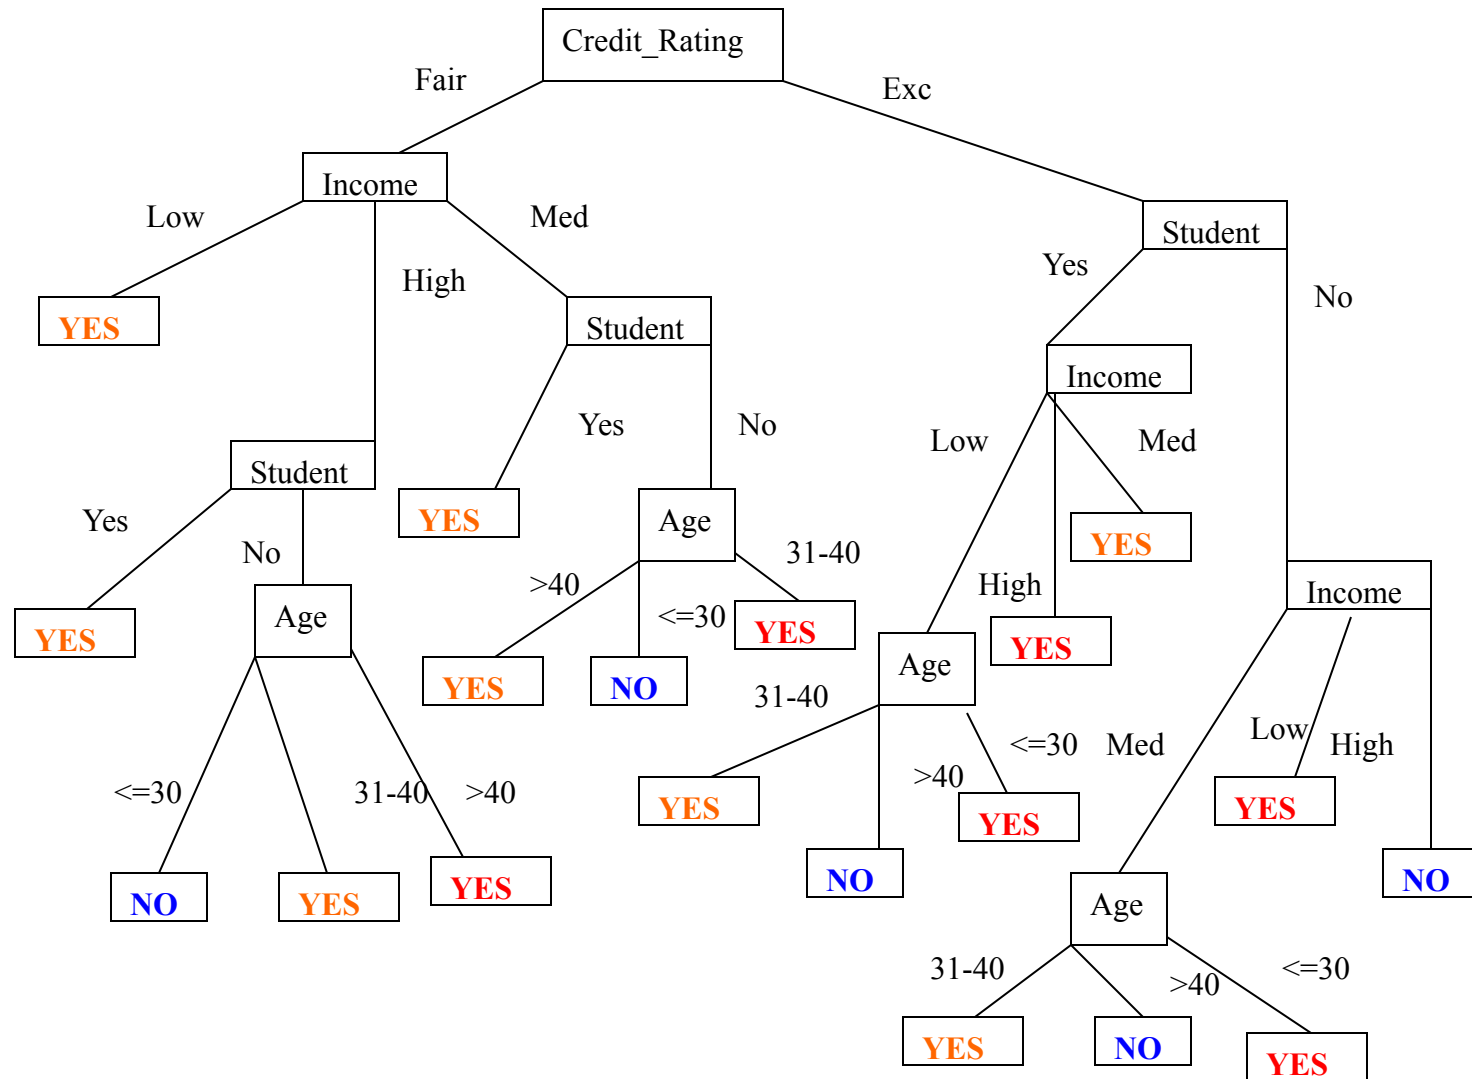 Credit_Rating
Fair
Exc
Income
Low
Med
High
YES
Student
Yes
No
YES
Age
>40
<=30
31-40
YES
NO
YES
Student
Yes
No
YES
Age
<=30
31-40
>40
NO
YES
YES
Student
Yes
No
Income
Low
High
Med
YES
YES
Age
31-40
>40
<=30
YES
NO
YES
Income
Med
Low
High
YES
NO
Age
31-40
>40
<=30
YES
NO
YES